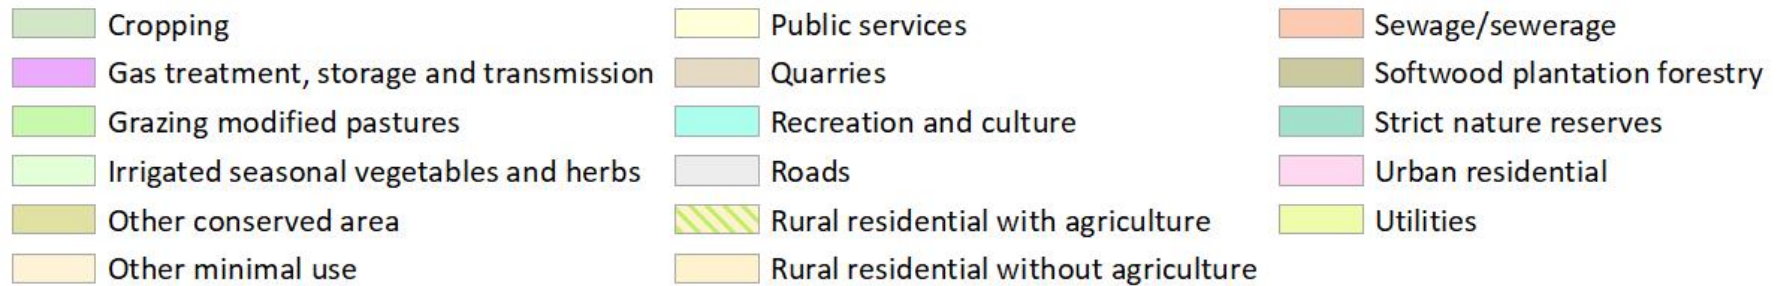 Cropping
Gas treatment, storage and transmission
Grazing modified pastures
Irrigated seasonal vegetables and herbs
Other conserved area
Other minimal use
Public services
Quarries
Recreation and culture
Roads
Rural residential with agriculture
Rural residential without agriculture
Sewage/sewerage
Softwood plantation forestry
Strict nature reserves
Urban residential
Utilities